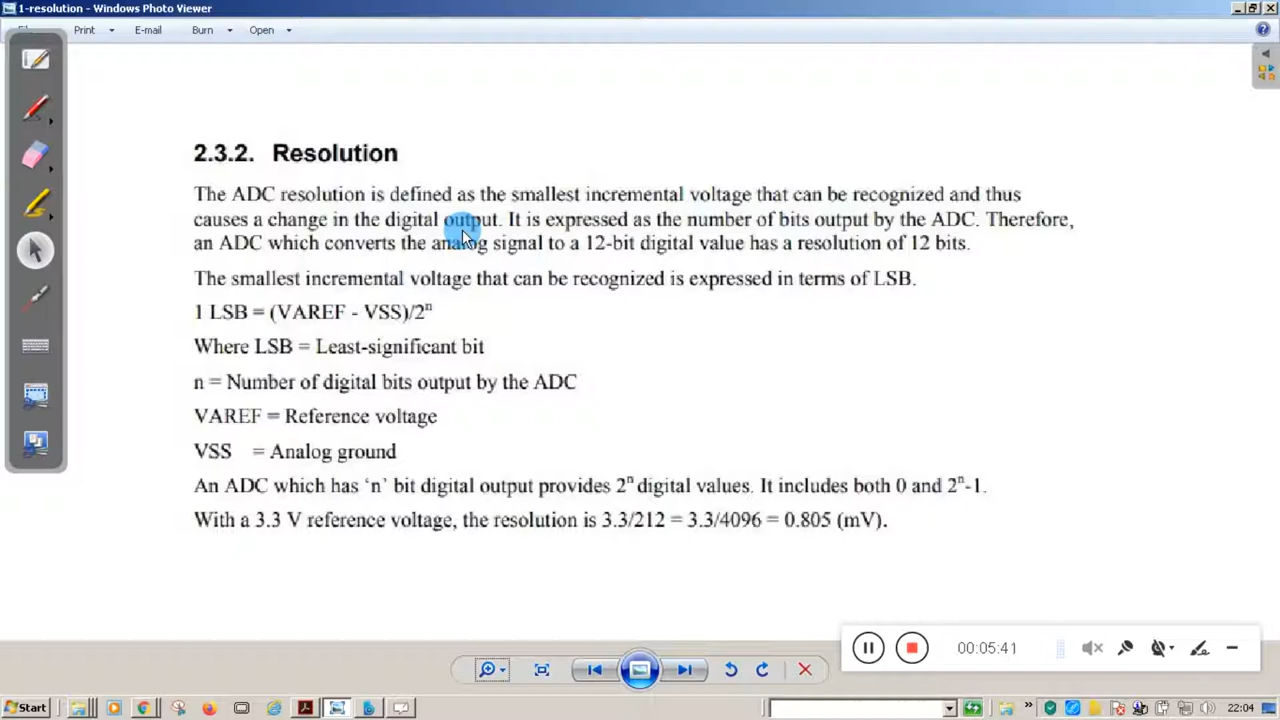 1-resolution - Windows Photo Viewer
Print E-mail Burn Open
2.3.2. Resolution
The ADC resolution is defined as the smallest incremental voltage that can be recognized and thus
causes a change in the digital output. It is expressed as the number of bits output by the ADC. Therefore,
an ADC which converts the analog signal to a 12-bit digital value has a resolution of 12 bits.
The smallest incremental voltage that can be recognized is expressed in terms of LSB.
1 LSB = (VAREF - VSS)/2ⁿ
Where LSB = Least-significant bit
n = Number of digital bits output by the ADC
VAREF = Reference voltage
VSS = Analog ground
An ADC which has ‘n’ bit digital output provides 2ⁿ digital values. It includes both 0 and 2ⁿ-1.
With a 3.3 V reference voltage, the resolution is 3.3/212 = 3.3/4096 = 0.805 (mV).
00:05:41
Start
22:04